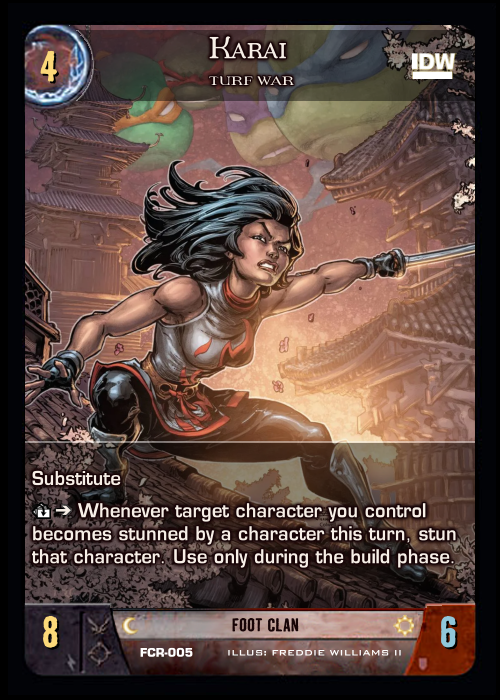 4
KARAI
TURF WAR
IDW
Substitute
➔ Whenever target character you control
becomes stunned by a character this turn, stun
that character. Use only during the build phase.
8
FOOT CLAN
6
FCR-005
ILLUS: FREDDIE WILLIAMS II